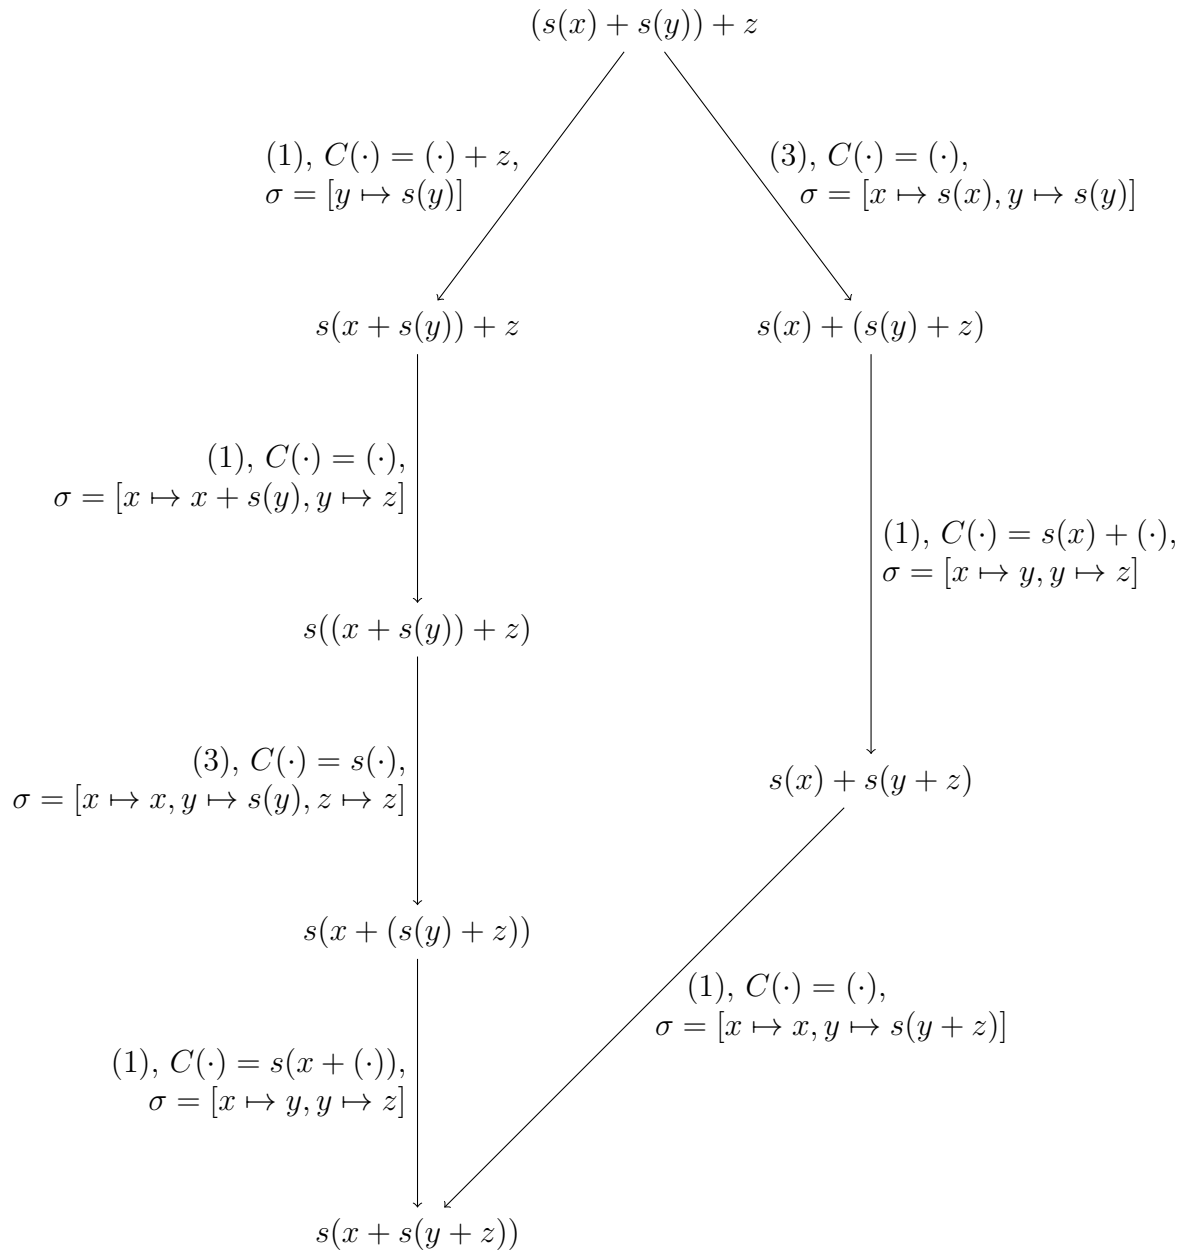 (s(x) + s(y)) + z
(1), C(·) = (·) + z,
σ = [y ↦ s(y)]
(3), C(·) = (·),
σ = [x ↦ s(x), y ↦ s(y)]
s(x + s(y)) + z
s(x) + (s(y) + z)
(1), C(·) = (·),
σ = [x ↦ x + s(y), y ↦ z]
(1), C(·) = s(x) + (·),
σ = [x ↦ y, y ↦ z]
s((x + s(y)) + z)
(3), C(·) = s(·),
σ = [x ↦ x, y ↦ s(y), z ↦ z]
s(x) + s(y + z)
s(x + (s(y) + z))
(1), C(·) = (·),
σ = [x ↦ x, y ↦ s(y + z)]
(1), C(·) = s(x + (·)),
σ = [x ↦ y, y ↦ z]
s(x + s(y + z))